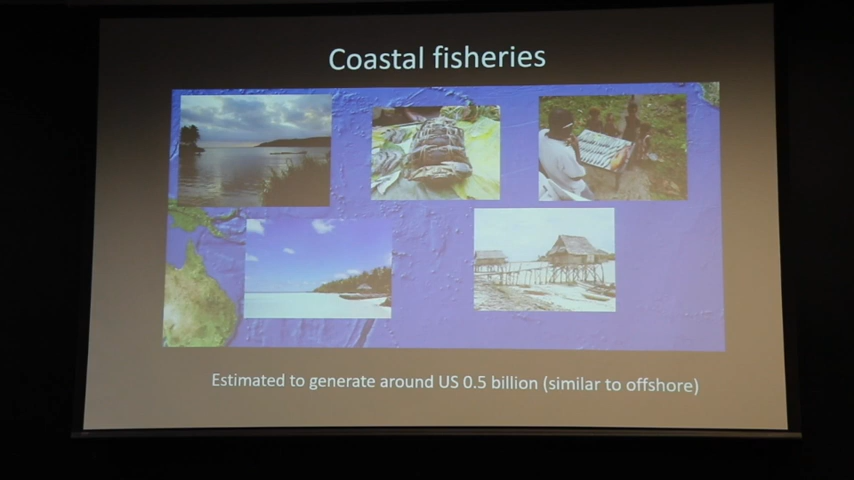 Coastal fisheries
Estimated to generate around US 0.5 billion (similar to offshore)